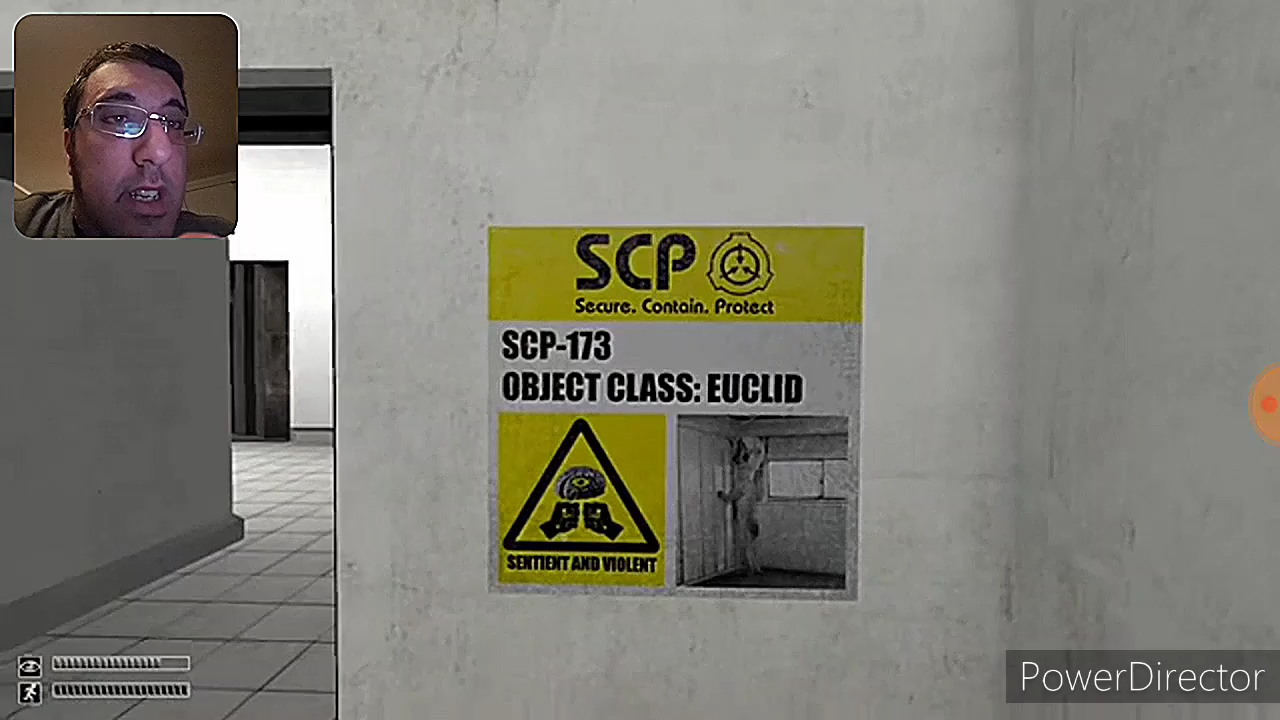 SCP
Secure. Contain. Protect
SCP-173
OBJECT CLASS: EUCLID
SENTIENT AND VIOLENT
PowerDirector